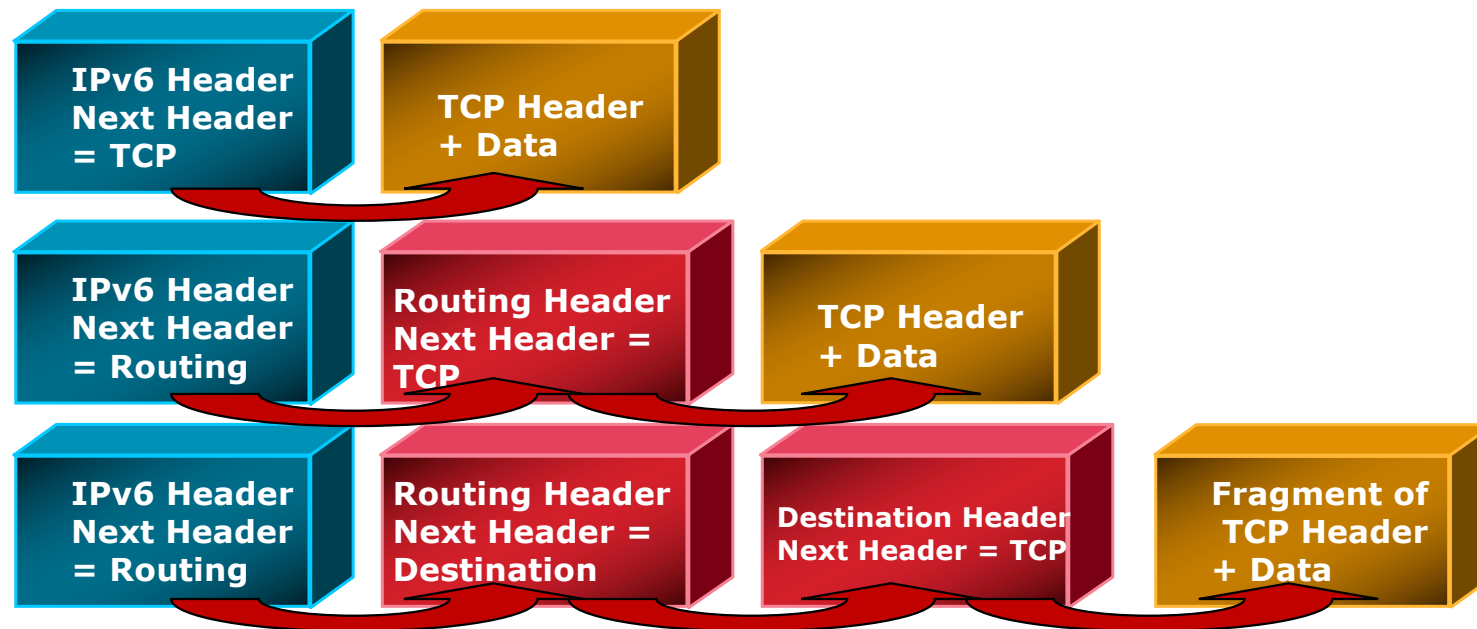 IPv6 Header
Next Header
= TCP
TCP Header
+ Data
IPv6 Header
Next Header
= Routing
Routing Header
Next Header =
TCP
TCP Header
+ Data
IPv6 Header
Next Header
= Routing
Routing Header
Next Header =
Destination
Destination Header
Next Header = TCP
Fragment of
TCP Header
+ Data